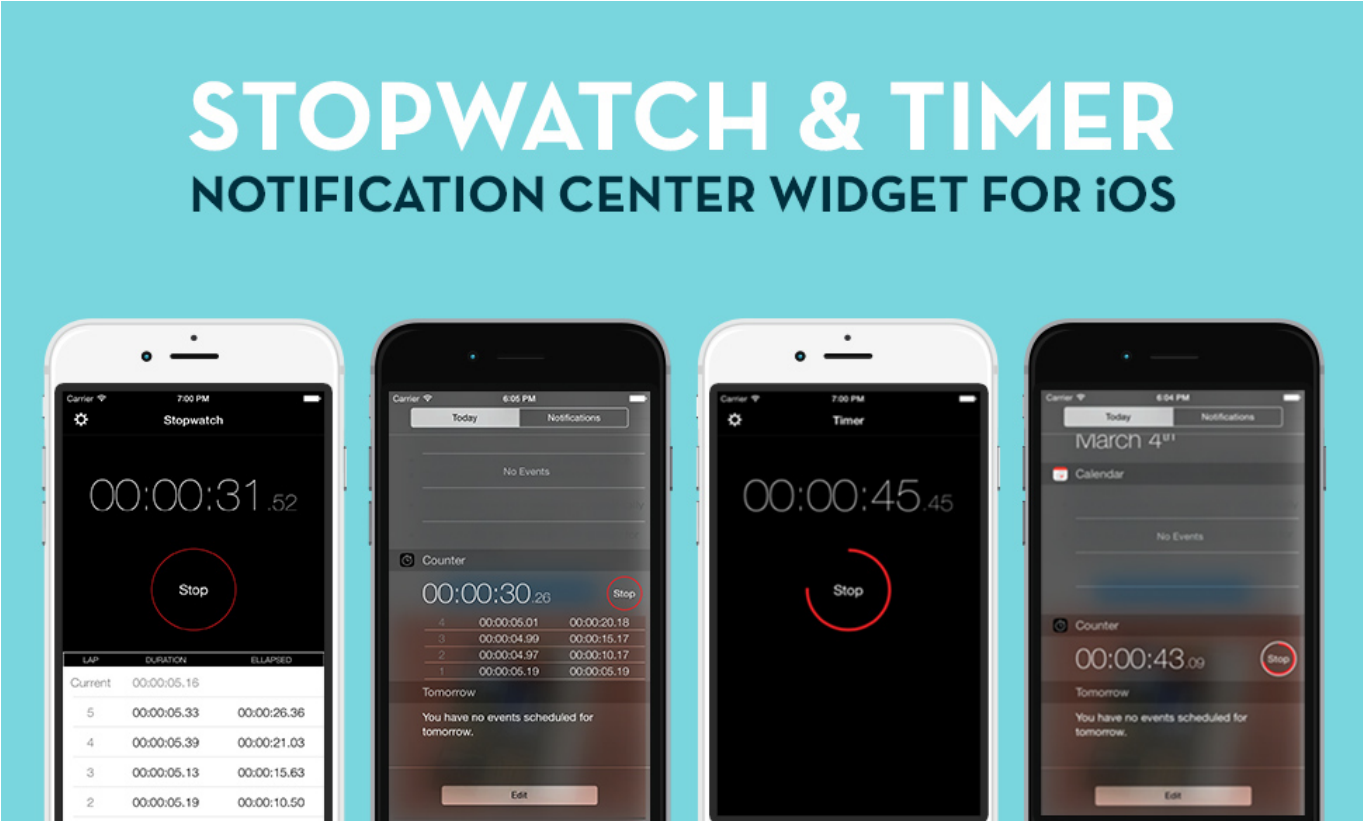 STOPWATCH & TIMER
NOTIFICATION CENTER WIDGET FOR iOS
Carrier 7:00 PM
Stopwatch
00:00:31.52
Stop
LAP DURATION ELLAPSED
Current 00:00:05.16
5 00:00:05.33 00:00:26.36
4 00:00:05.39 00:00:21.03
3 00:00:05.13 00:00:15.63
2 00:00:05.19 00:00:10.50
Carrier 6:05 PM
Today Notifications
No Events
Counter
00:00:30.26 Stop
4 00:00:05.01 00:00:20.18
3 00:00:04.99 00:00:15.17
2 00:00:04.97 00:00:10.17
1 00:00:05.19 00:00:05.19
Tomorrow
You have no events scheduled for
tomorrow.
Edit
Carrier 7:00 PM
Timer
00:00:45.45
Stop
Carrier 6:04 PM
Today Notifications
March 4th
Calendar
No Events
Counter
00:00:43.09 Stop
Tomorrow
You have no events scheduled for
tomorrow.
Edit